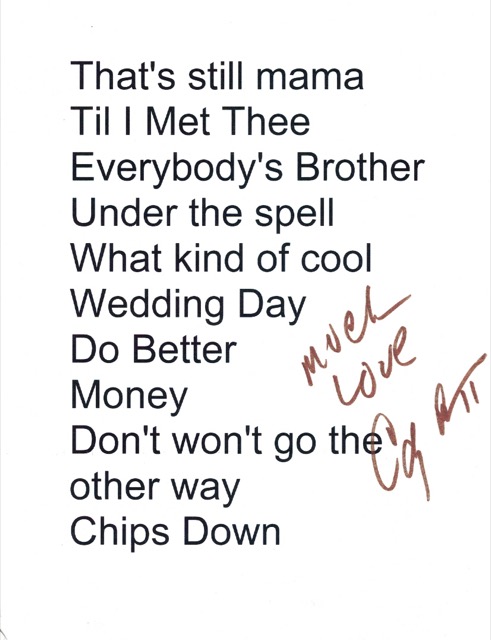 That's still mama
Til I Met Thee
Everybody's Brother
Under the spell
What kind of cool
Wedding Day
Do Better
Money
Don't won't go the
other way
Chips Down
much
Love